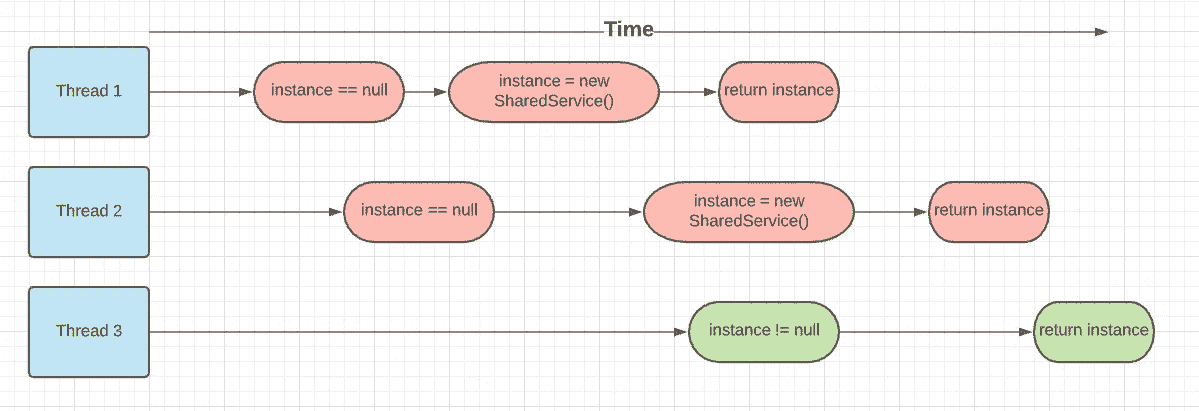 Time
Thread 1
instance == null
instance = new
SharedService()
return instance
Thread 2
instance == null
instance = new
SharedService()
return instance
Thread 3
instance != null
return instance